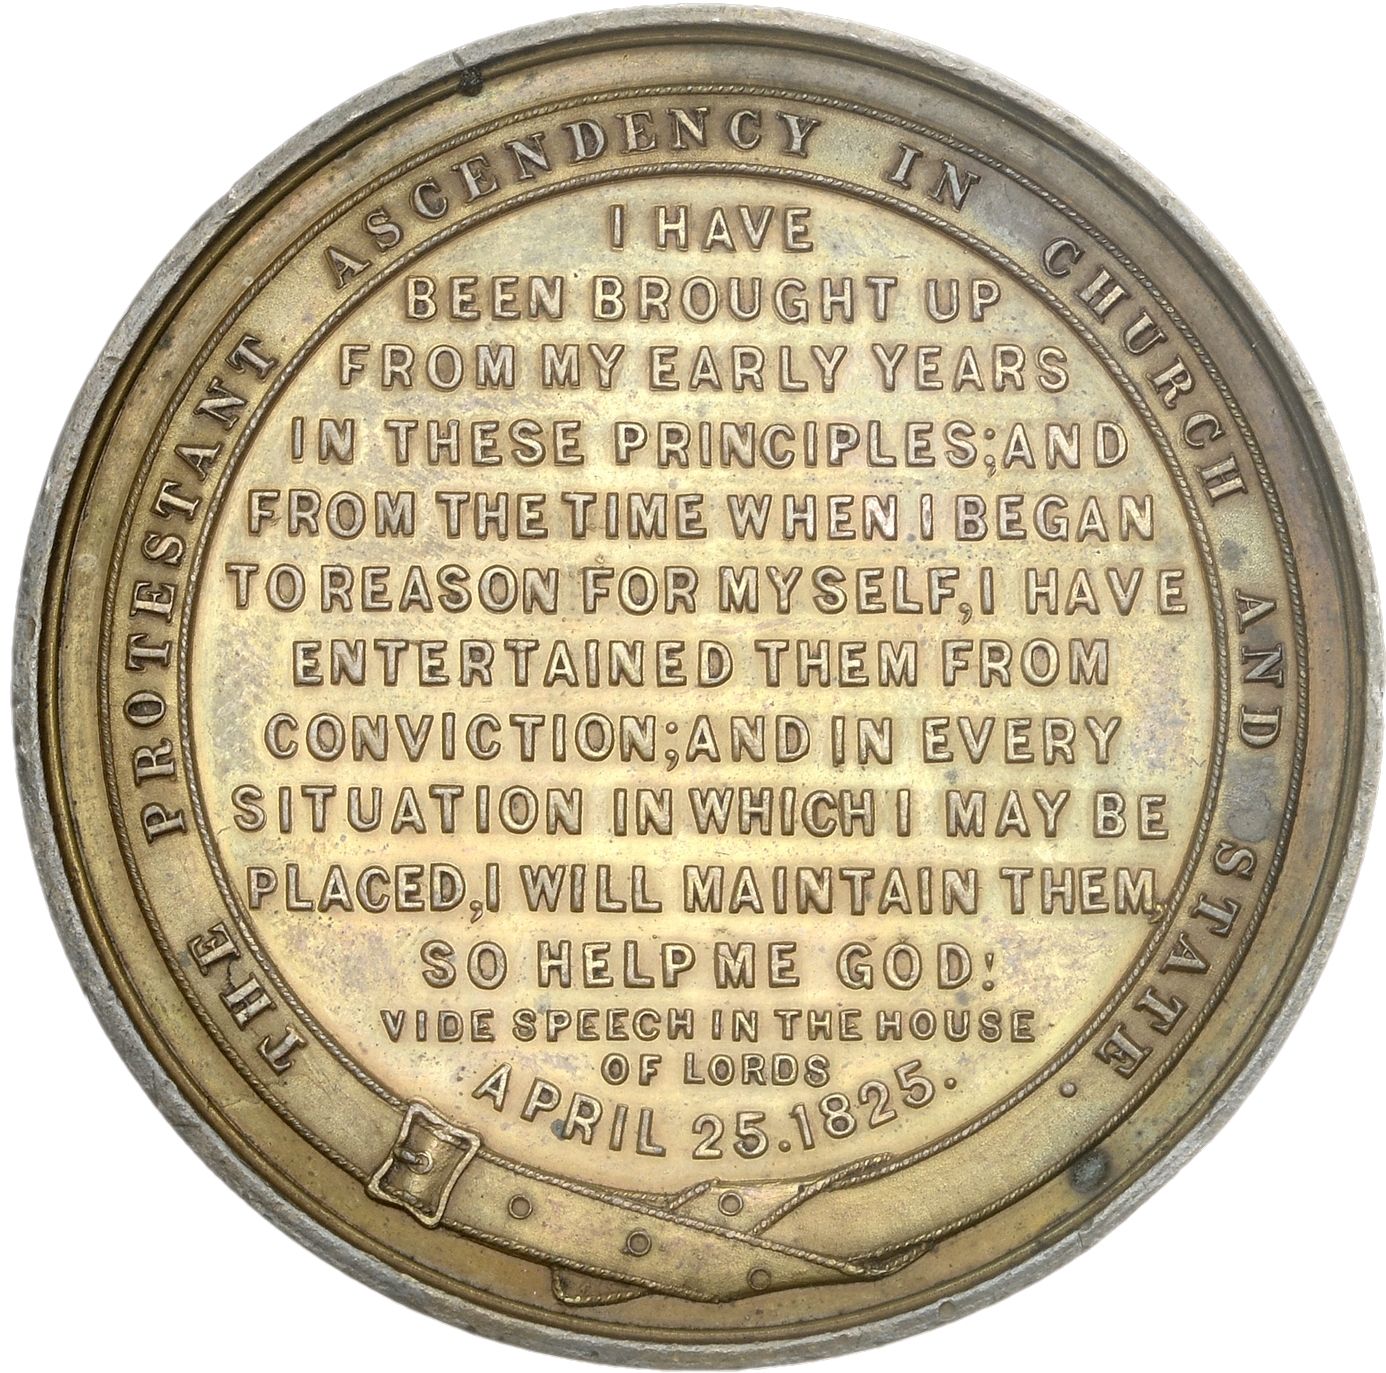 THE PROTESTANT ASCENDENCY IN CHURCH AND STATE.
I HAVE
BEEN BROUGHT UP
FROM MY EARLY YEARS
IN THESE PRINCIPLES; AND
FROM THE TIME WHEN I BEGAN
TO REASON FOR MYSELF, I HAVE
ENTERTAINED THEM FROM
CONVICTION; AND IN EVERY
SITUATION IN WHICH I MAY BE
PLACED, I WILL MAINTAIN THEM,
SO HELP ME GOD!
VIDE SPEECH IN THE HOUSE
OF LORDS
APRIL 25. 1825.